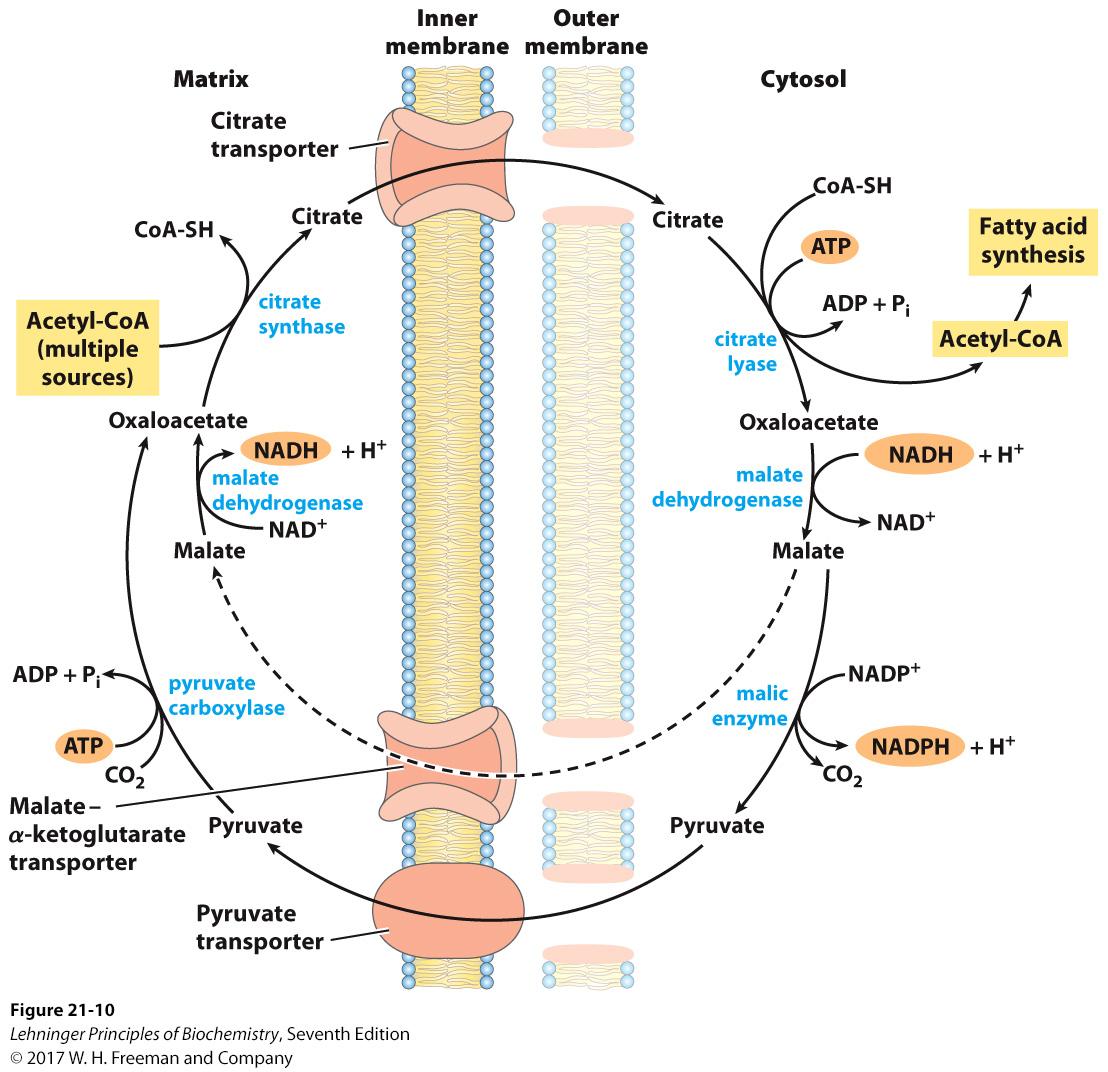 Inner
membrane
Outer
membrane
Matrix
Cytosol
Citrate
transporter
Citrate
CoA-SH
citrate
synthase
Acetyl-CoA
(multiple
sources)
Oxaloacetate
NADH + H⁺
malate
dehydrogenase
NAD⁺
Malate
ADP + Pᵢ
pyruvate
carboxylase
ATP
CO₂
Malate–
α-ketoglutarate
transporter
Pyruvate
Pyruvate
transporter
Citrate
CoA-SH
ATP
ADP + Pᵢ
citrate
lyase
Fatty acid
synthesis
Acetyl-CoA
Oxaloacetate
NADH + H⁺
malate
dehydrogenase
NAD⁺
Malate
NADP⁺
malic
enzyme
NADPH + H⁺
CO₂
Pyruvate
Figure 21-10
Lehninger Principles of Biochemistry, Seventh Edition
© 2017 W. H. Freeman and Company